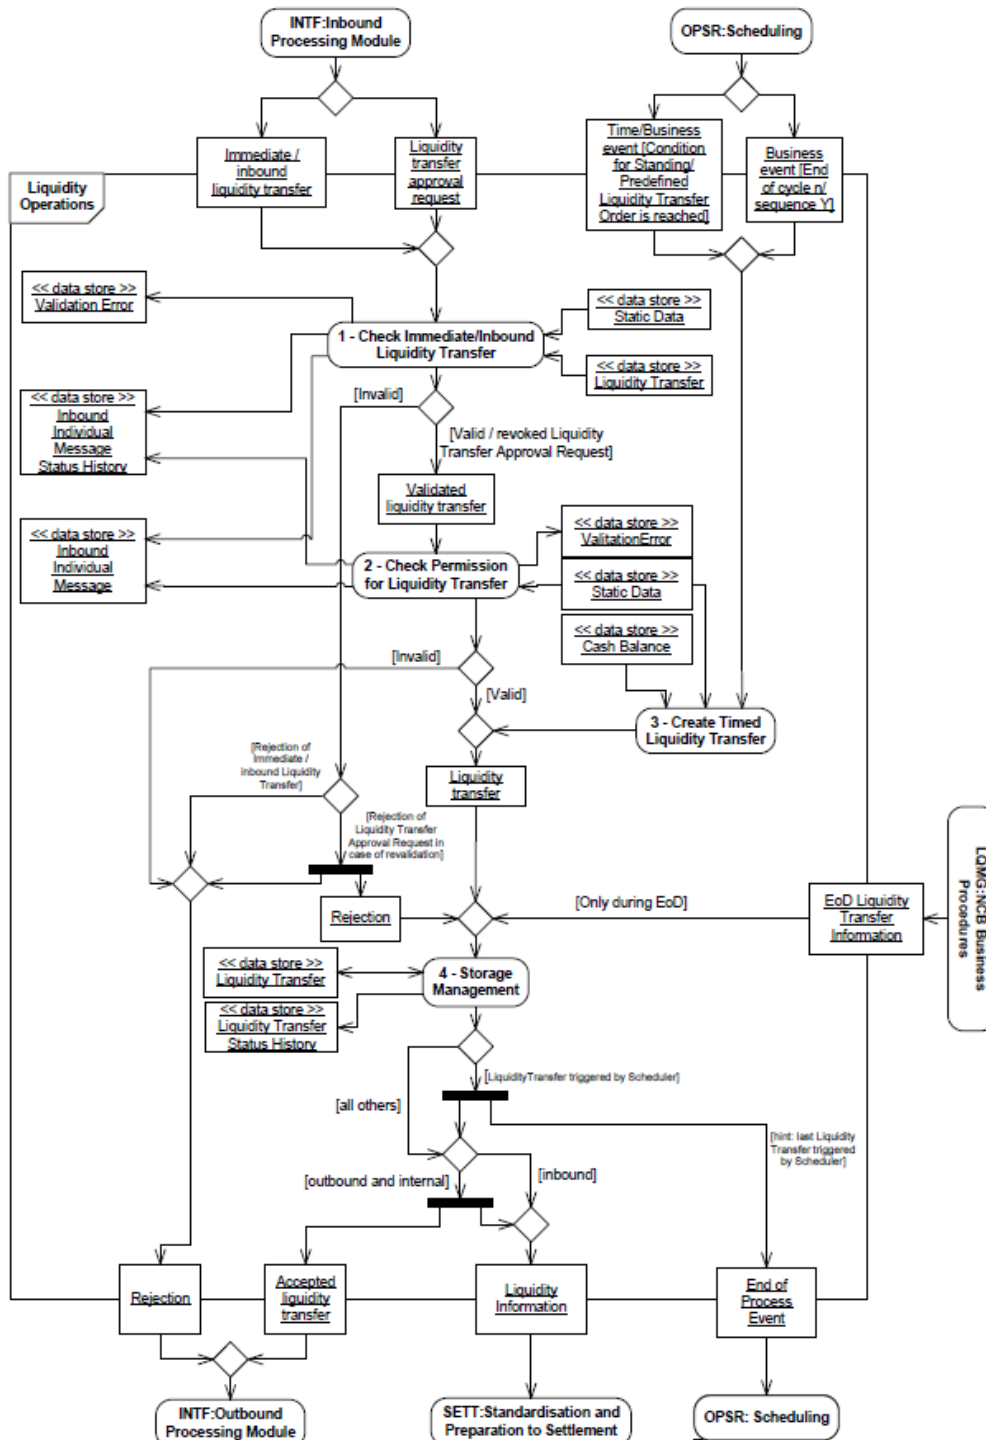 INTF:Inbound
Processing Module
OPSR:Scheduling
Immediate /
inbound
liquidity transfer
Liquidity
transfer
approval
request
Time/Business
event [Condition
for Standing/
Predefined
Liquidity Transfer
Order is reached]
Business
event [End
of cycle n/
sequence Y]
Liquidity
Operations
<< data store >>
Validation Error
<< data store >>
Static Data
1 - Check Immediate/Inbound
Liquidity Transfer
<< data store >>
Liquidity Transfer
<< data store >>
Inbound
Individual
Message
Status History
[Invalid]
[Valid / revoked Liquidity
Transfer Approval Request]
Validated
liquidity transfer
<< data store >>
Inbound
Individual
Message
<< data store >>
ValitationError
2 - Check Permission
for Liquidity Transfer
<< data store >>
Static Data
<< data store >>
Cash Balance
[Invalid]
[Valid]
3 - Create Timed
Liquidity Transfer
[Rejection of
Immediate /
inbound Liquidity
Transfer]
Liquidity
transfer
[Rejection of
Liquidity Transfer
Approval Request in
case of revalidation]
Rejection
[Only during EoD]
EoD Liquidity
Transfer
Information
LQMG:NCB Business
Procedures
<< data store >>
Liquidity Transfer
4 - Storage
Management
<< data store >>
Liquidity Transfer
Status History
[LiquidityTransfer triggered by Scheduler]
[all others]
[hint: last Liquidity
Transfer triggered
by Scheduler]
[outbound and internal]
[inbound]
Rejection
Accepted
liquidity
transfer
Liquidity
Information
End of
Process
Event
INTF:Outbound
Processing Module
SETT:Standardisation and
Preparation to Settlement
OPSR: Scheduling